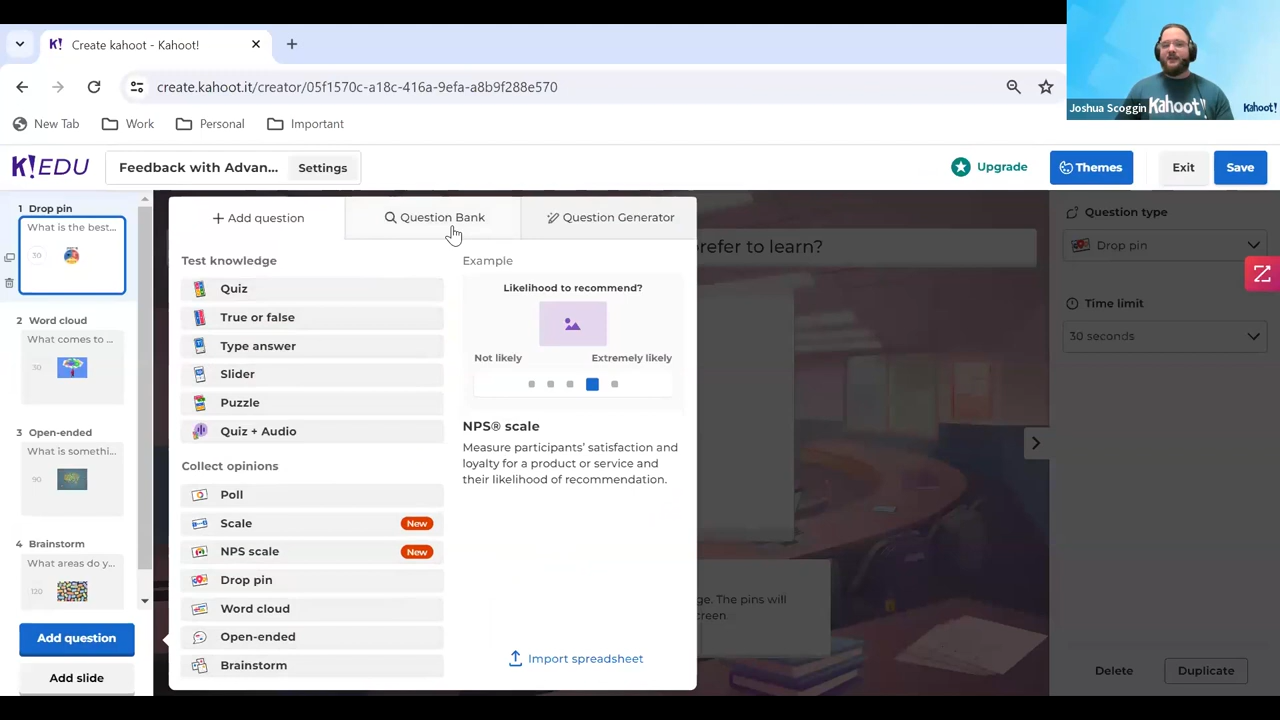 Create kahoot - Kahoot!
create.kahoot.it/creator/05f1570c-a18c-416a-9efa-a8b9f288e570
New Tab
Work
Personal
Important
Joshua Scoggin
Kahoot!
Kahoot!
K!EDU
Feedback with Advan...
Settings
Upgrade
Themes
Exit
Save
1 Drop pin
What is the best...
30
2 Word cloud
What comes to ...
30
3 Open-ended
What is somethi...
90
4 Brainstorm
What areas do y...
120
Add question
Add slide
Add question
Question Bank
Question Generator
Test knowledge
Quiz
True or false
Type answer
Slider
Puzzle
Quiz + Audio
Collect opinions
Poll
Scale
New
NPS scale
New
Drop pin
Word cloud
Open-ended
Brainstorm
Example
Likelihood to recommend?
Not likely
Extremely likely
NPS® scale
Measure participants' satisfaction and
loyalty for a product or service and
their likelihood of recommendation.
Import spreadsheet
refer to learn?
ge. The pins will
creen.
Question type
Drop pin
Time limit
30 seconds
Delete
Duplicate